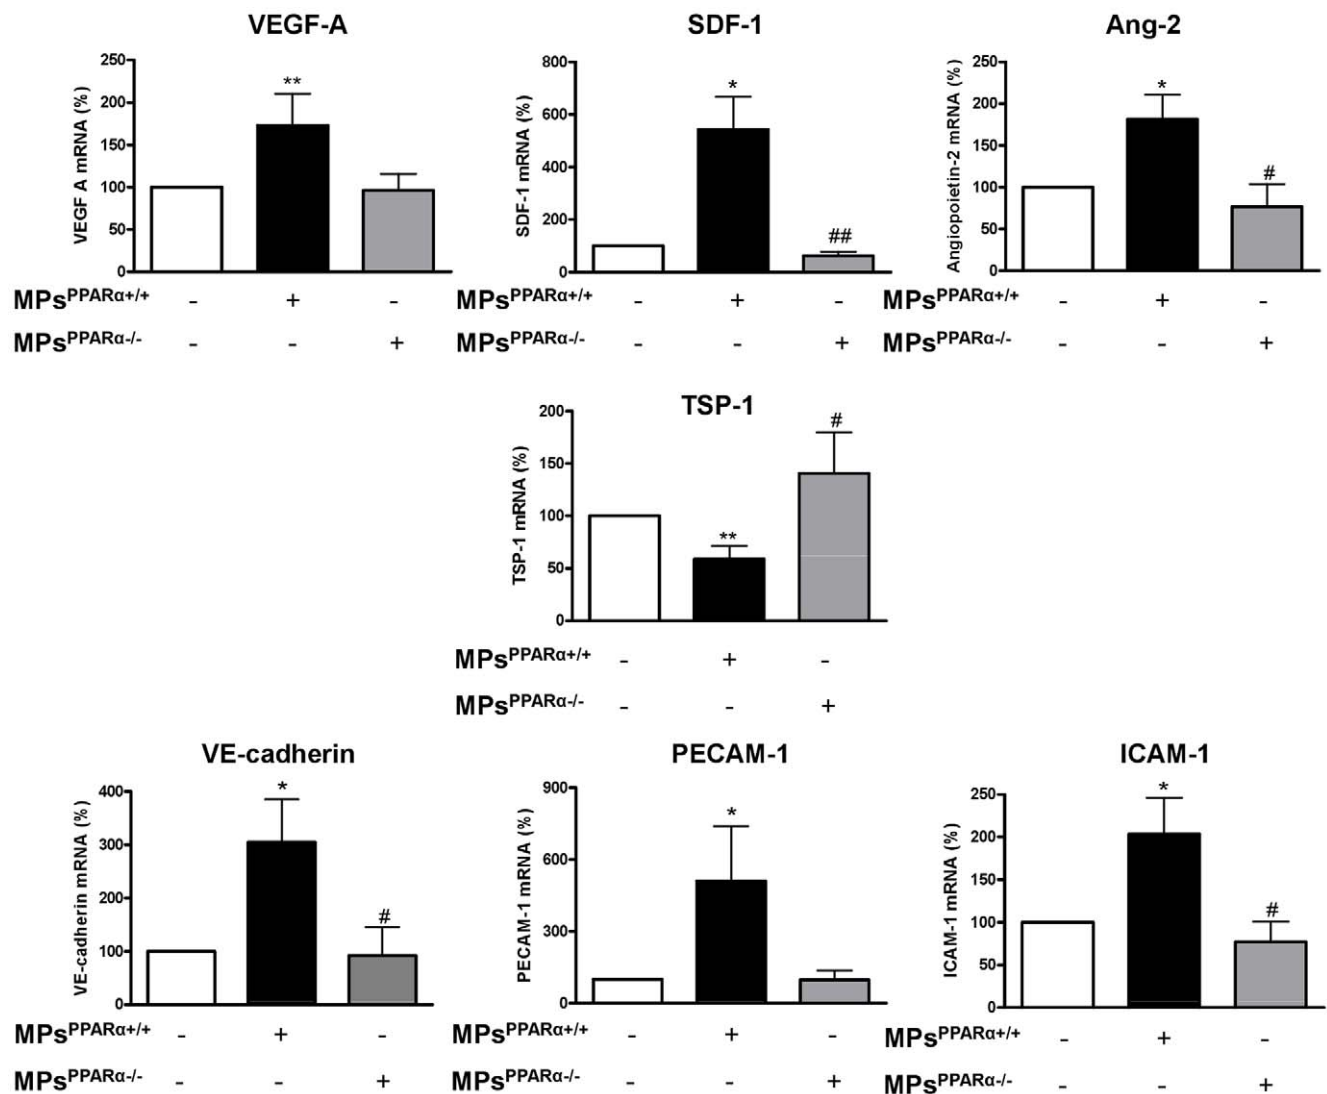 VEGF-A
VEGF A mRNA (%)
250
200
150
100
50
0
**
MPsPPARα+/+ - + -
MPsPPARα-/- - - +
SDF-1
SDF-1 mRNA (%)
800
600
400
200
0
*
##
MPsPPARα+/+ - + -
MPsPPARα-/- - - +
Ang-2
Angiopoietin-2 mRNA (%)
250
200
150
100
50
0
*
#
MPsPPARα+/+ - + -
MPsPPARα-/- - - +
TSP-1
TSP-1 mRNA (%)
200
150
100
50
0
**
#
MPsPPARα+/+ - + -
MPsPPARα-/- - - +
VE-cadherin
VE-cadherin mRNA (%)
400
300
200
100
0
*
#
MPsPPARα+/+ - + -
MPsPPARα-/- - - +
PECAM-1
PECAM-1 mRNA (%)
900
600
300
0
*
MPsPPARα+/+ - + -
MPsPPARα-/- - - +
ICAM-1
ICAM-1 mRNA (%)
250
200
150
100
50
0
*
#
MPsPPARα+/+ - + -
MPsPPARα-/- - - +